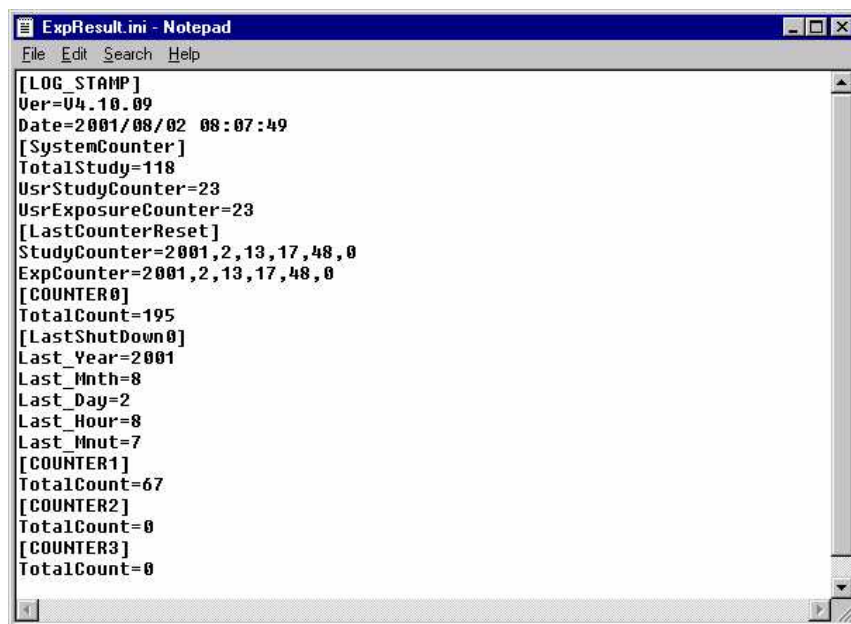 ExpResult.ini - Notepad
File Edit Search Help
[LOG_STAMP]
Ver=V4.10.09
Date=2001/08/02 08:07:49
[SystemCounter]
TotalStudy=118
UsrStudyCounter=23
UsrExposureCounter=23
[LastCounterReset]
StudyCounter=2001,2,13,17,48,0
ExpCounter=2001,2,13,17,48,0
[COUNTER0]
TotalCount=195
[LastShutDown0]
Last_Year=2001
Last_Mnth=8
Last_Day=2
Last_Hour=8
Last_Mnut=7
[COUNTER1]
TotalCount=67
[COUNTER2]
TotalCount=0
[COUNTER3]
TotalCount=0